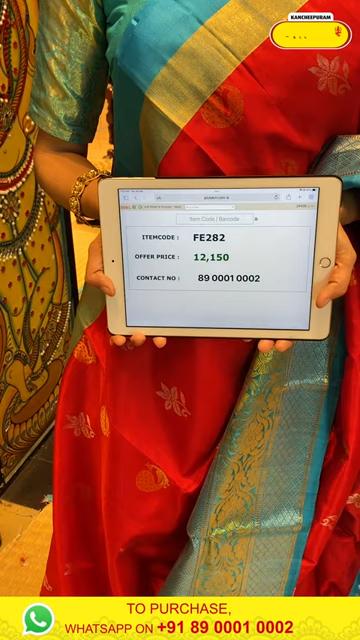 KANCHEEPURAM
Item Code / Barcode
ITEMCODE : FE282
OFFER PRICE : 12,150
CONTACT NO : 89 0001 0002
TO PURCHASE,
WHATSAPP ON +91 89 0001 0002